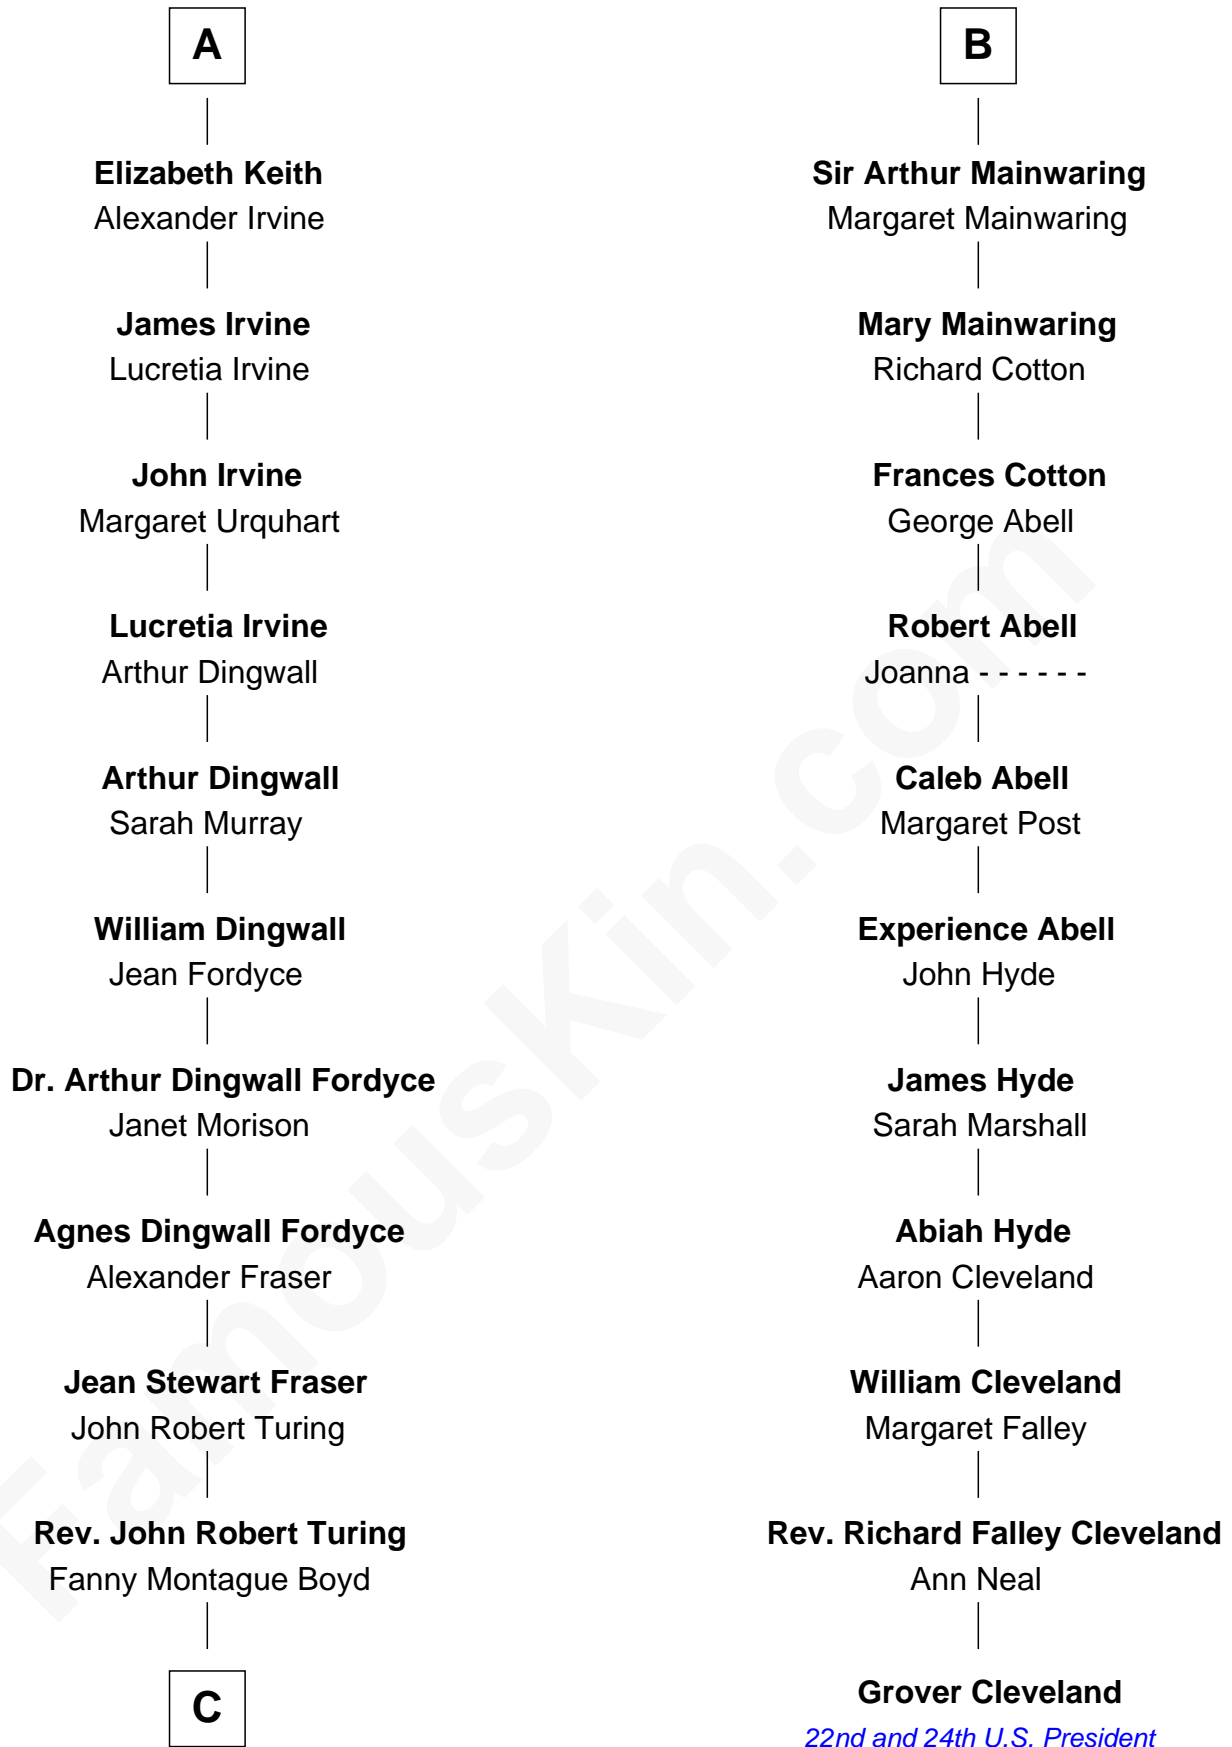 A
Elizabeth Keith
Alexander Irvine
James Irvine
Lucretia Irvine
John Irvine
Margaret Urquhart
Lucretia Irvine
Arthur Dingwall
Arthur Dingwall
Sarah Murray
William Dingwall
Jean Fordyce
Dr. Arthur Dingwall Fordyce
Janet Morison
Agnes Dingwall Fordyce
Alexander Fraser
Jean Stewart Fraser
John Robert Turing
Rev. John Robert Turing
Fanny Montague Boyd
C
B
Sir Arthur Mainwaring
Margaret Mainwaring
Mary Mainwaring
Richard Cotton
Frances Cotton
George Abell
Robert Abell
Joanna - - - - - -
Caleb Abell
Margaret Post
Experience Abell
John Hyde
James Hyde
Sarah Marshall
Abiah Hyde
Aaron Cleveland
William Cleveland
Margaret Falley
Rev. Richard Falley Cleveland
Ann Neal
Grover Cleveland
22nd and 24th U.S. President
FamousKin.com